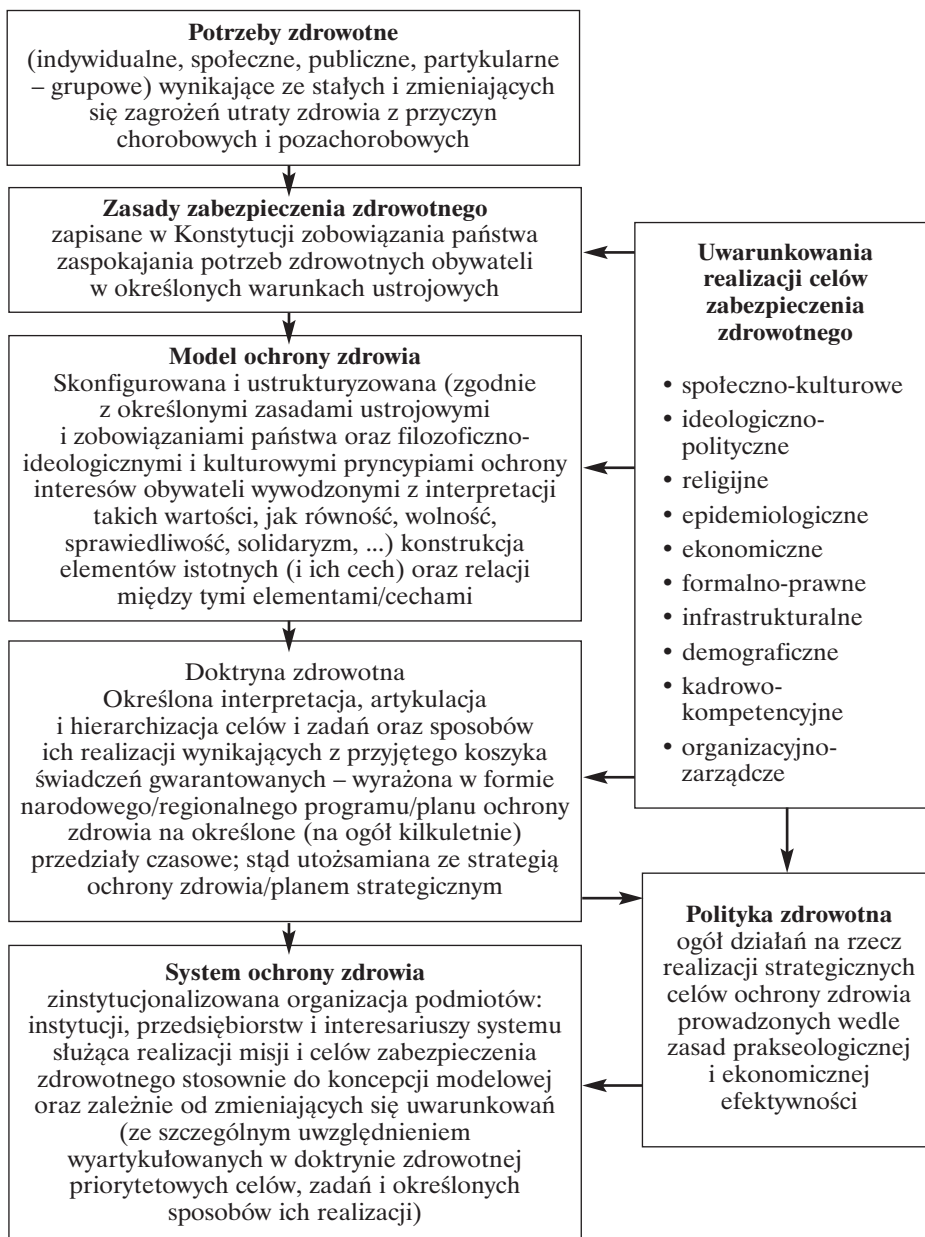 Potrzeby zdrowotne
(indywidualne, społeczne, publiczne, partykularne
– grupowe) wynikające ze stałych i zmieniających
się zagrożeń utraty zdrowia z przyczyn
chorobowych i pozachorobowych
Zasady zabezpieczenia zdrowotnego
zapisane w Konstytucji zobowiązania państwa
zaspokajania potrzeb zdrowotnych obywateli
w określonych warunkach ustrojowych
Model ochrony zdrowia
Skonfigurowana i ustrukturyzowana (zgodnie
z określonymi zasadami ustrojowymi
i zobowiązaniami państwa oraz filozoficzno-
ideologicznymi i kulturowymi pryncypiami ochrony
interesów obywateli wywodzonymi z interpretacji
takich wartości, jak równość, wolność,
sprawiedliwość, solidaryzm, ...) konstrukcja
elementów istotnych (i ich cech) oraz relacji
między tymi elementami/cechami
Doktryna zdrowotna
Określona interpretacja, artykulacja
i hierarchizacja celów i zadań oraz sposobów
ich realizacji wynikających z przyjętego koszyka
świadczeń gwarantowanych – wyrażona w formie
narodowego/regionalnego programu/planu ochrony
zdrowia na określone (na ogół kilkuletnie)
przedziały czasowe; stąd utożsamiana ze strategią
ochrony zdrowia/planem strategicznym
System ochrony zdrowia
zinstytucjonalizowana organizacja podmiotów:
instytucji, przedsiębiorstw i interesariuszy systemu
służąca realizacji misji i celów zabezpieczenia
zdrowotnego stosownie do koncepcji modelowej
oraz zależnie od zmieniających się uwarunkowań
(ze szczególnym uwzględnieniem
wyartykułowanych w doktrynie zdrowotnej
priorytetowych celów, zadań i określonych
sposobów ich realizacji)
Uwarunkowania
realizacji celów
zabezpieczenia
zdrowotnego
• społeczno-kulturowe
• ideologiczno-
polityczne
• religijne
• epidemiologiczne
• ekonomiczne
• formalno-prawne
• infrastrukturalne
• demograficzne
• kadrowo-
kompetencyjne
• organizacyjno-
zarządcze
Polityka zdrowotna
ogół działań na rzecz
realizacji strategicznych
celów ochrony zdrowia
prowadzonych wedle
zasad prakseologicznej
i ekonomicznej
efektywności